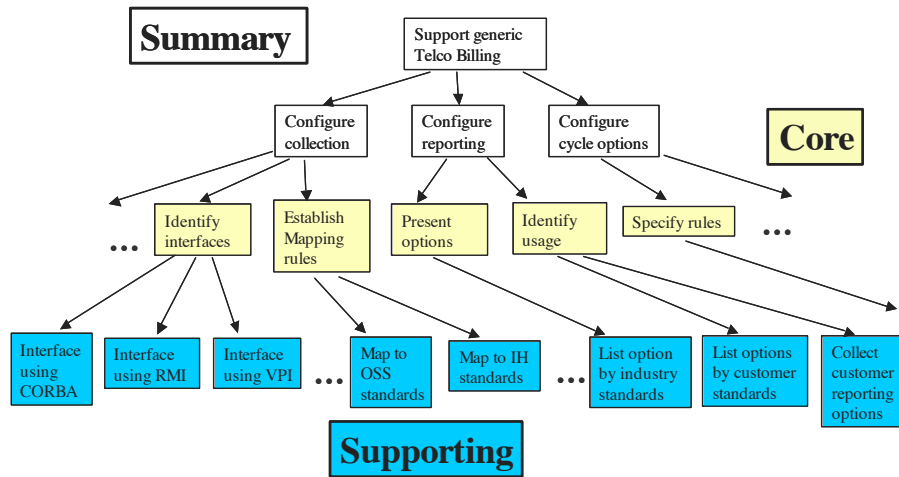 Summary
Support generic
Telco Billing
Configure
collection
Configure
reporting
Configure
cycle options
Core
...
Identify
interfaces
Establish
Mapping
rules
Present
options
Identify
usage
Specify rules
...
Interface
using
CORBA
Interface
using RMI
Interface
using VPI
...
Map to
OSS
standards
Map to IH
standards
...
List option
by industry
standards
List options
by customer
standards
Collect
customer
reporting
options
Supporting